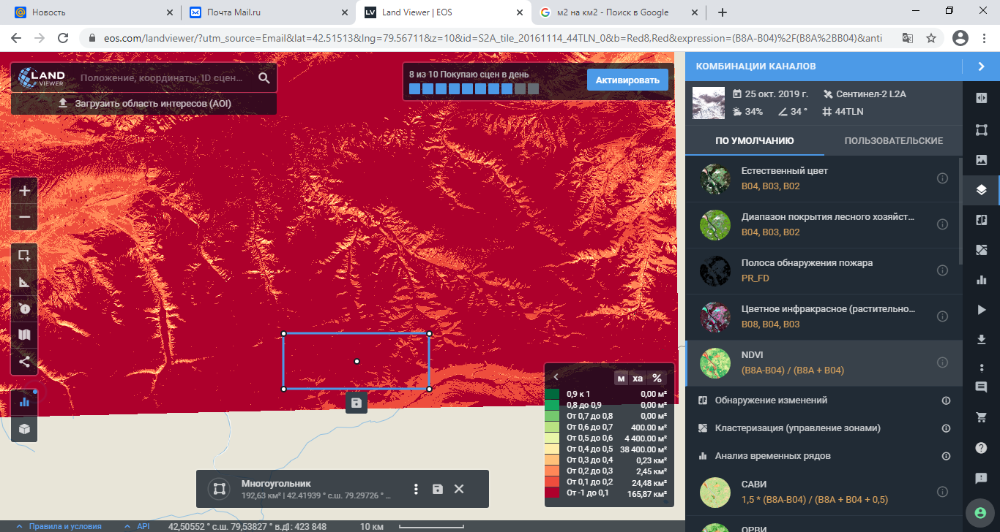 Новость
Почта Mail.ru
Land Viewer | EOS
м2 на км2 - Поиск в Google
eos.com/landviewer/?utm_source=Email&lat=42.51513&lng=79.56711&z=10&id=S2A_tile_20161114_44TLN_0&b=Red8,Red&expression=(B8A-B04)%2F(B8A%2BB04)&anti
LAND
VIEWER
Положение, координаты, ID сцен...
Загрузить область интересов (AOI)
8 из 10 Покупаю сцен в день
Активировать
КОМБИНАЦИИ КАНАЛОВ
25 окт. 2019 г.
Сентинел-2 L2A
34%
34 °
44TLN
ПО УМОЛЧАНИЮ
ПОЛЬЗОВАТЕЛЬСКИЕ
Естественный цвет
B04, B03, B02
Диапазон покрытия лесного хозяйст...
B04, B03, B02
Полоса обнаружения пожара
PR_FD
Цветное инфракрасное (растительно...
B08, B04, B03
NDVI
(B8A-B04) / (B8A + B04)
Обнаружение изменений
Кластеризация (управление зонами)
Анализ временных рядов
САВИ
1,5 * (B8A-B04) / (B8A + B04 + 0,5)
ОРВИ
м ха %
0,9 к 1 0,00 м²
0,8 до 0,9 0,00 м²
От 0,7 до 0,8 0,00 м²
От 0,6 до 0,7 400.00 м²
От 0,5 до 0,6 4 400.00 м²
От 0,4 до 0,5 38 400.00 м²
От 0,3 до 0,4 0,23 км²
От 0,2 до 0,3 2,45 км²
От 0,1 до 0,2 24,48 км²
От -1 до 0,1 165,87 км²
Многоугольник
192,63 км² | 42.41939 ° с.ш. 79.29726 ° ...
Правила и условия
API
42,50552 ° с.ш. 79,53827 ° в.д
1: 423 848
10 км